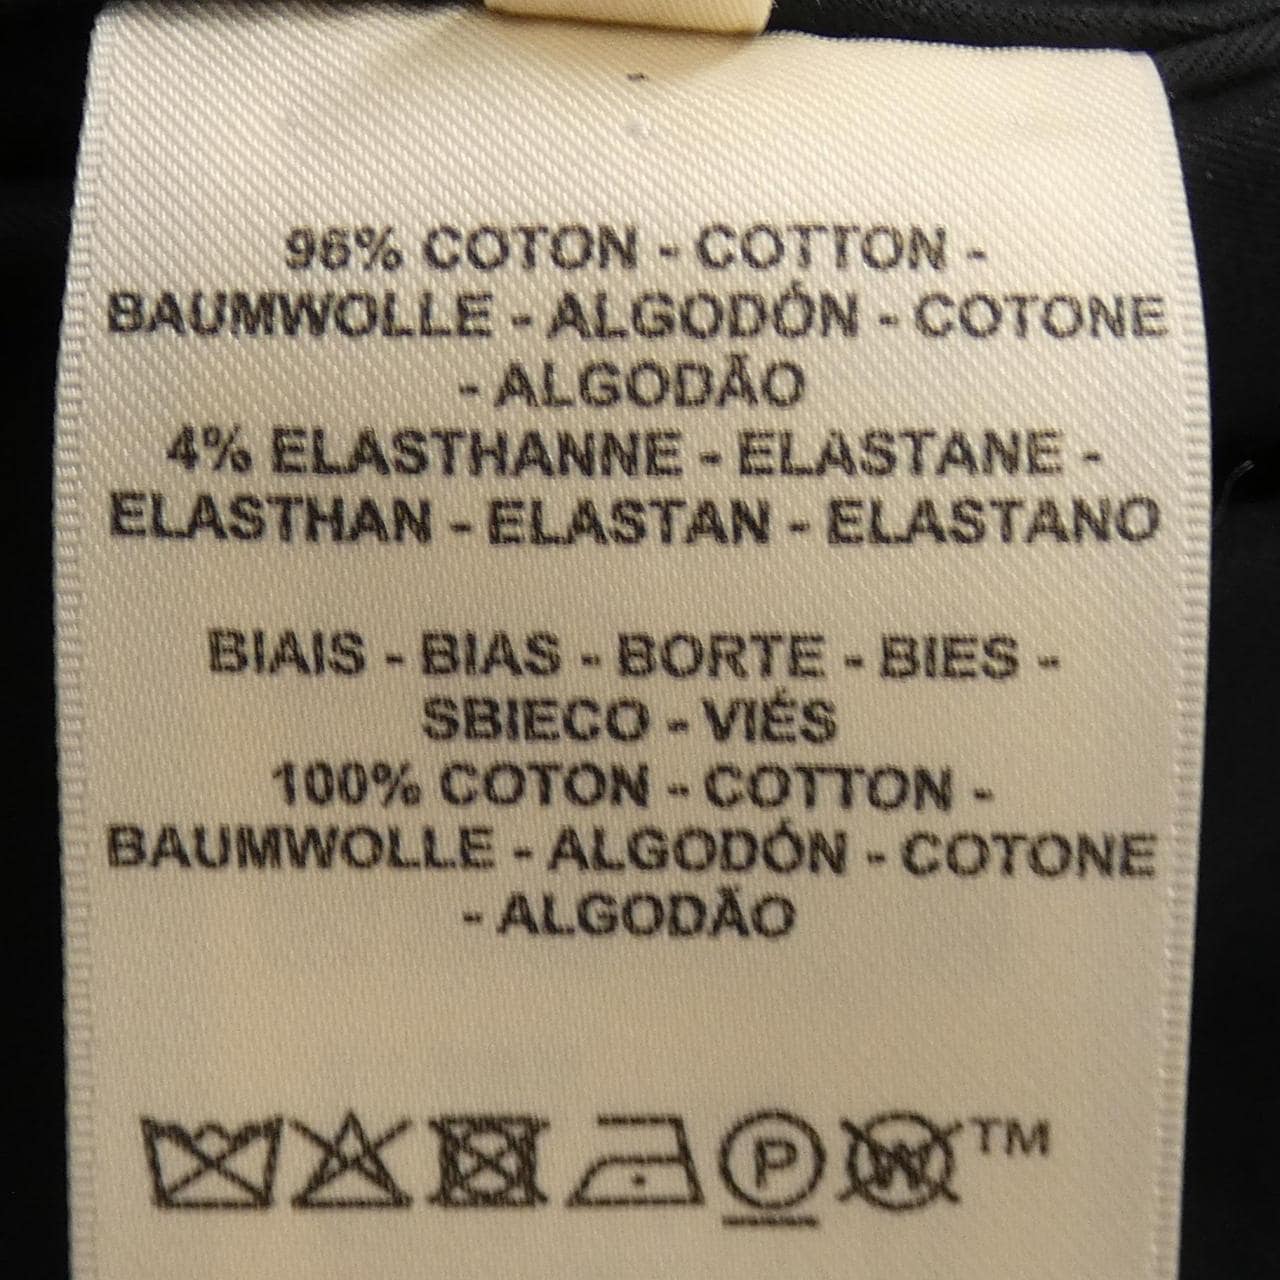 96% COTON - COTTON -
BAUMWOLLE - ALGODÓN - COTONE
- ALGODÃO
4% ELASTHANNE - ELASTANE -
ELASTHAN - ELASTAN - ELASTANO
BIAIS - BIAS - BORTE - BIES -
SBIECO - VIÉS
100% COTON - COTTON -
BAUMWOLLE - ALGODÓN - COTONE
- ALGODÃO
P W TM